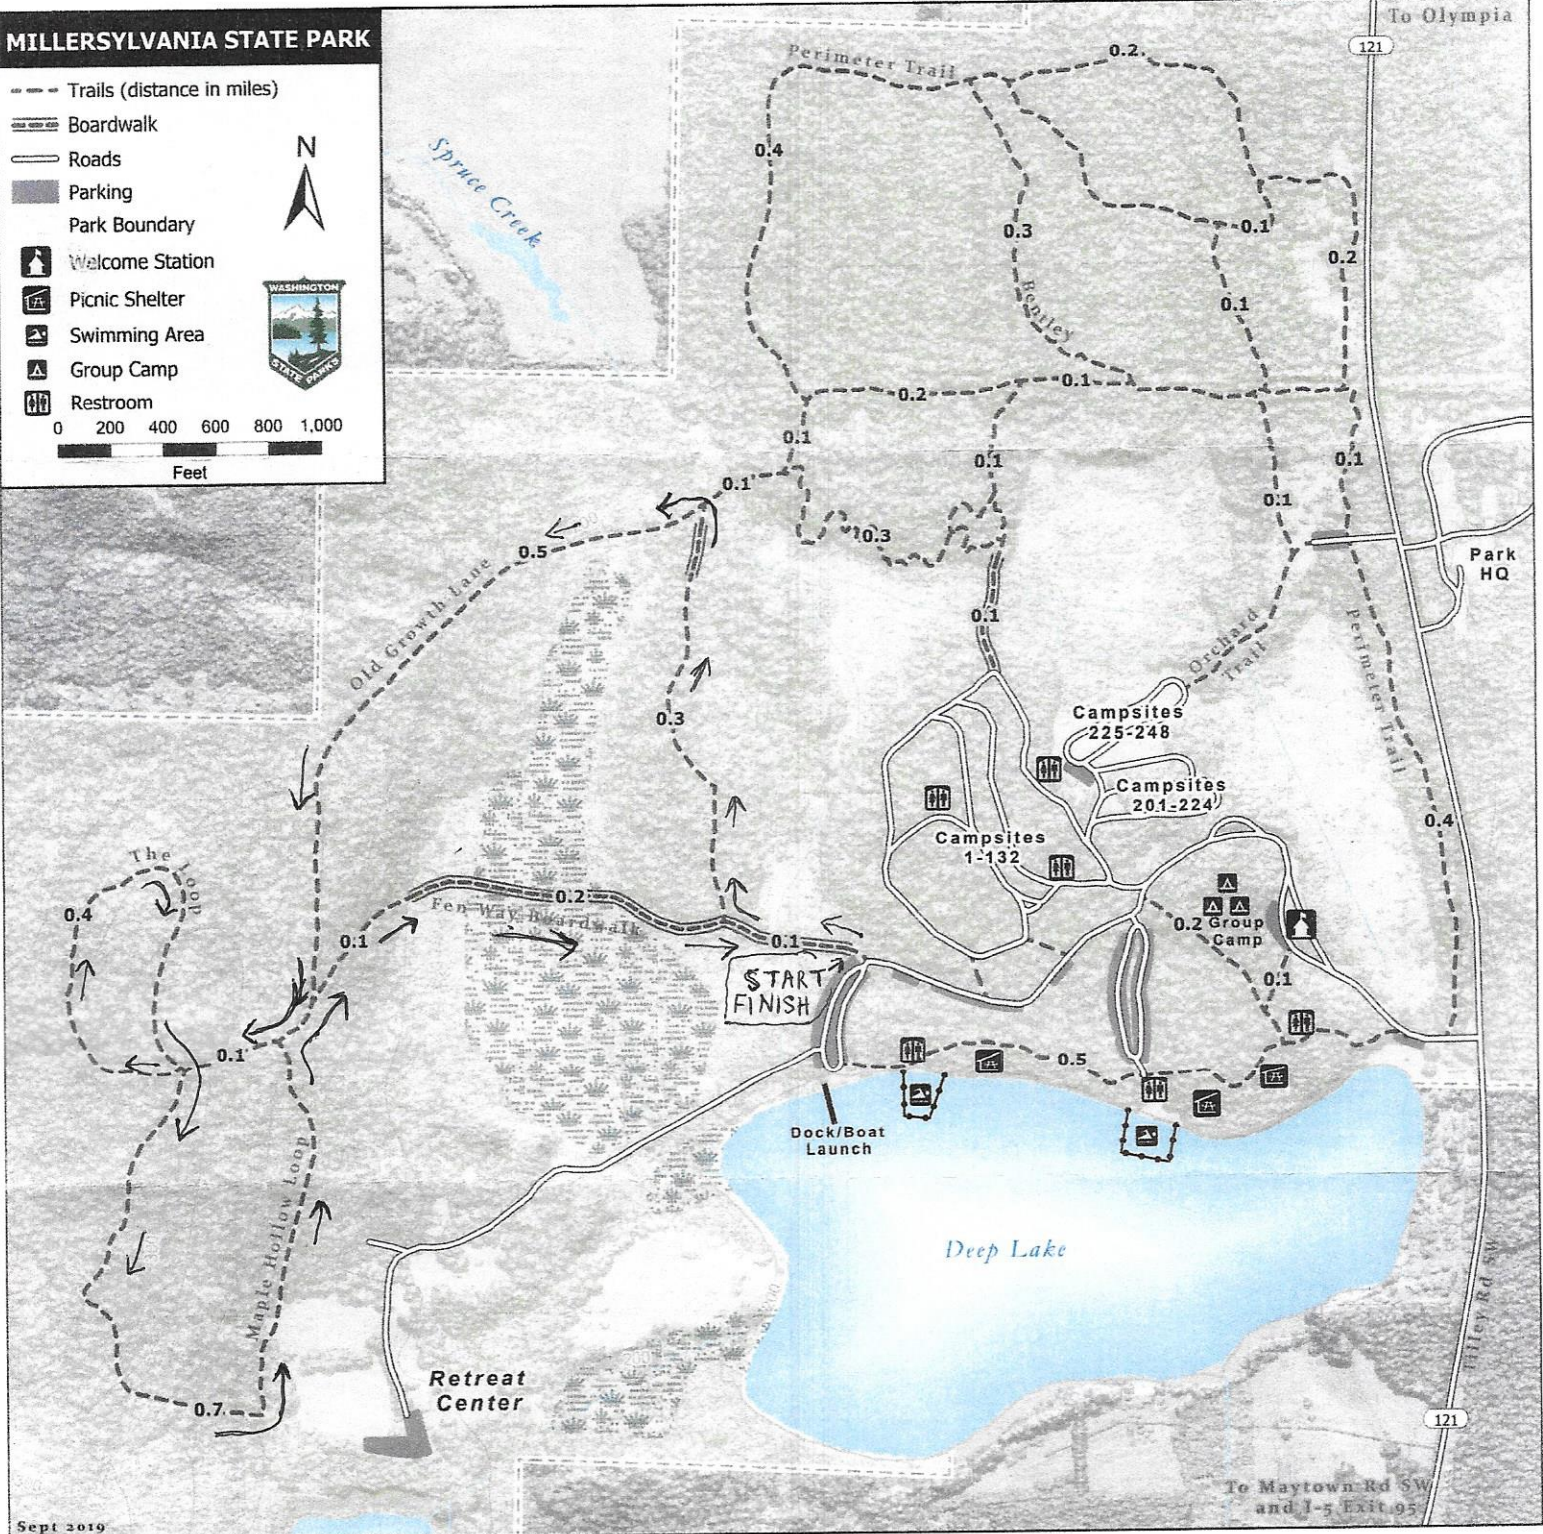 MILLERSYLVANIA STATE PARK
Trails (distance in miles)
Boardwalk
Roads
Parking
Park Boundary
Welcome Station
Picnic Shelter
Swimming Area
Group Camp
Restroom
N
WASHINGTON
STATE PARKS
0 200 400 600 800 1,000
Feet
To Olympia
121
Spruce Creek
Perimeter Trail
0.2
0.4
0.3
0.1
0.2
Bentley
0.1
0.2
0.1
0.1
0.1
0.1
0.1
0.1
0.3
0.5
Old Growth Lane
0.1
Park
HQ
Orchard
Trail
Perimeter Trail
0.3
Campsites
225-248
Campsites
201-224
Campsites
1-132
0.4
The Loop
0.4
0.2
Fen Way Boardwalk
0.1
0.1
0.2
Group
Camp
0.1
START
FINISH
0.1
0.5
Dock/Boat
Launch
Maple Hollow Loop
Deep Lake
Tilley Rd SW
0.7
Retreat
Center
121
To Maytown Rd SW
and I-5 Exit 95
Sept 2019